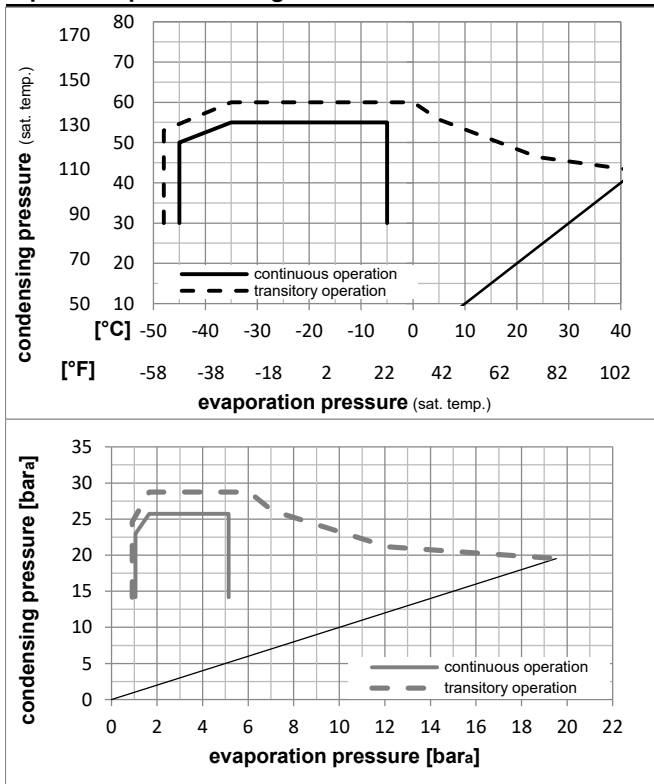 170 80
150 70
60
130 50
110 40
90 30
70 20
50 10
condensing pressure (sat. temp.)
continuous operation
transitory operation
[°C] -50 -40 -30 -20 -10 0 10 20 30 40
[°F] -58 -38 -18 2 22 42 62 82 102
evaporation pressure (sat. temp.)
35
30
25
20
15
10
5
0
condensing pressure [bara]
continuous operation
transitory operation
0 2 4 6 8 10 12 14 16 18 20 22
evaporation pressure [bara]